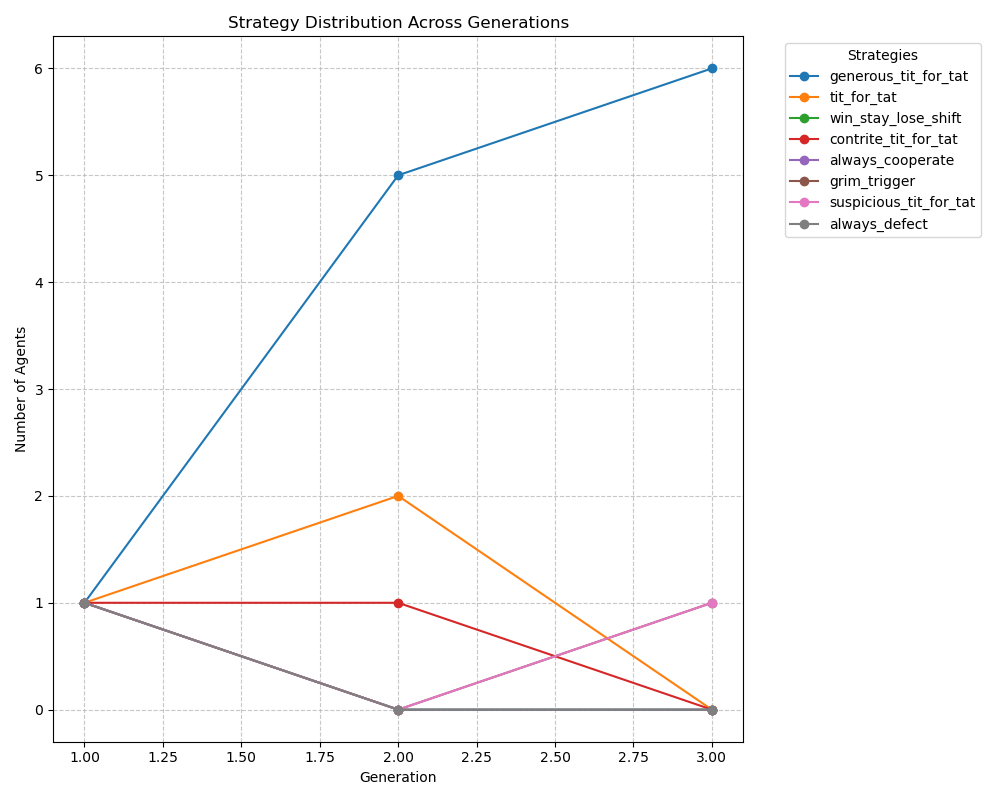 Strategy Distribution Across Generations
Strategies
generous_tit_for_tat
tit_for_tat
win_stay_lose_shift
contrite_tit_for_tat
always_cooperate
grim_trigger
suspicious_tit_for_tat
always_defect
Number of Agents
6
5
4
3
2
1
0
1.00 1.25 1.50 1.75 2.00 2.25 2.50 2.75 3.00
Generation